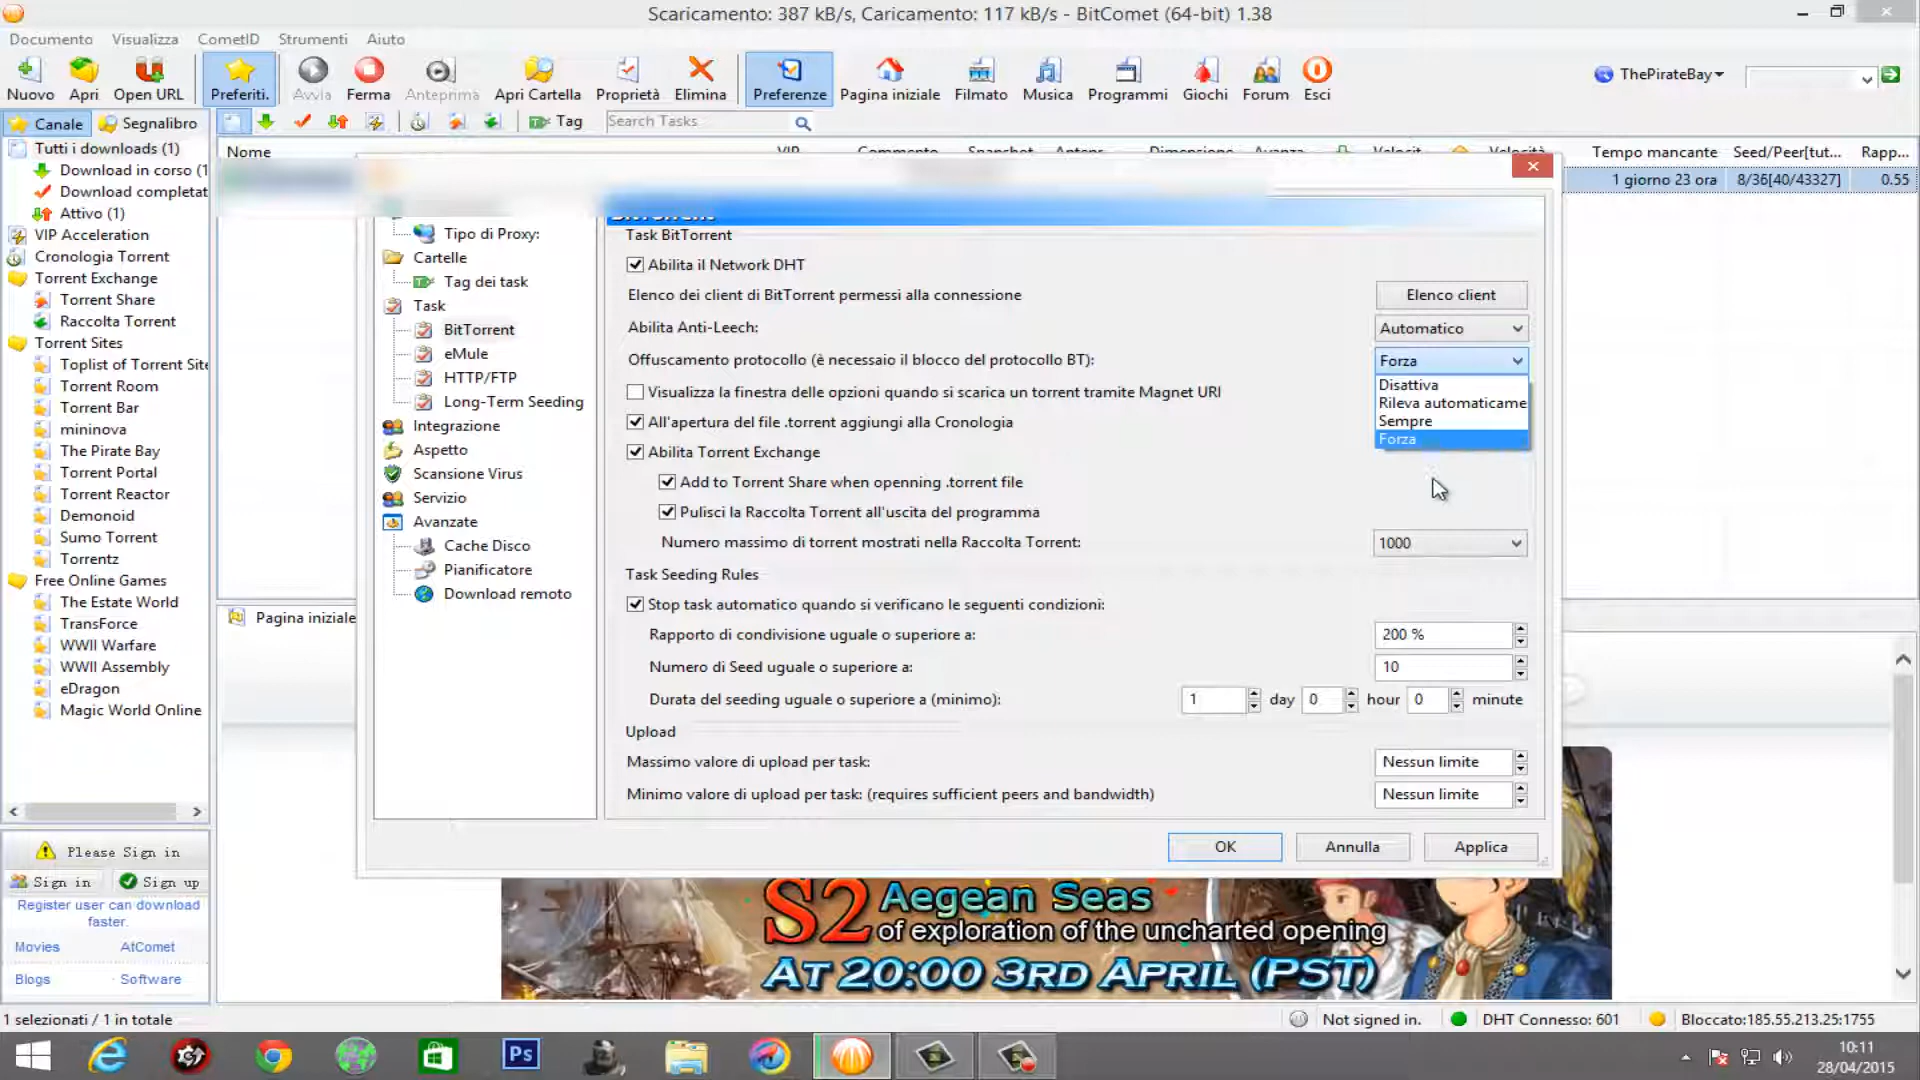 Scaricamento: 387 kB/s, Caricamento: 117 kB/s - BitComet (64-bit) 1.38
Documento Visualizza CometID Strumenti Aiuto
Nuovo Apri Open URL Preferiti. Avvia Ferma Anteprima Apri Cartella Proprietà Elimina Preferenze Pagina iniziale Filmato Musica Programmi Giochi Forum Esci ThePirateBay
Canale Segnalibro Tag Search Tasks
Nome VIP Commento Snapshot Dimensione Avanza Velocit Velocità Tempo mancante Seed/Peer[tut... Rapp...
1 giorno 23 ora 8/36[40/43327] 0.55
Tutti i downloads (1)
Download in corso (1
Download completat
Attivo (1)
VIP Acceleration
Cronologia Torrent
Torrent Exchange
Torrent Share
Raccolta Torrent
Torrent Sites
Toplist of Torrent Site
Torrent Room
Torrent Bar
mininova
The Pirate Bay
Torrent Portal
Torrent Reactor
Demonoid
Sumo Torrent
Torrentz
Free Online Games
The Estate World
TransForce
WWII Warfare
WWII Assembly
eDragon
Magic World Online
Please Sign in
Sign in Sign up
Register user can download
faster.
Movies AtComet
Blogs Software
Pagina iniziale
Tipo di Proxy:
Cartelle
Tag dei task
Task
BitTorrent
eMule
HTTP/FTP
Long-Term Seeding
Integrazione
Aspetto
Scansione Virus
Servizio
Avanzate
Cache Disco
Pianificatore
Download remoto
BitTorrent
Task BitTorrent
Abilita il Network DHT
Elenco dei client di BitTorrent permessi alla connessione Elenco client
Abilita Anti-Leech: Automatico
Offuscamento protocollo (è necessaio il blocco del protocollo BT): Forza
Disattiva
Rileva automaticame
Sempre
Forza
Visualizza la finestra delle opzioni quando si scarica un torrent tramite Magnet URI
All'apertura del file .torrent aggiungi alla Cronologia
Abilita Torrent Exchange
Add to Torrent Share when openning .torrent file
Pulisci la Raccolta Torrent all'uscita del programma
Numero massimo di torrent mostrati nella Raccolta Torrent: 1000
Task Seeding Rules
Stop task automatico quando si verificano le seguenti condizioni:
Rapporto di condivisione uguale o superiore a: 200 %
Numero di Seed uguale o superiore a: 10
Durata del seeding uguale o superiore a (minimo): 1 day 0 hour 0 minute
Upload
Massimo valore di upload per task: Nessun limite
Minimo valore di upload per task: (requires sufficient peers and bandwidth) Nessun limite
OK Annulla Applica
S2 Aegean Seas
of exploration of the uncharted opening
AT 20:00 3RD APRIL (PST)
1 selezionati / 1 in totale Not signed in. DHT Connesso: 601 Bloccato:185.55.213.25:1755
Ps
10:11
28/04/2015